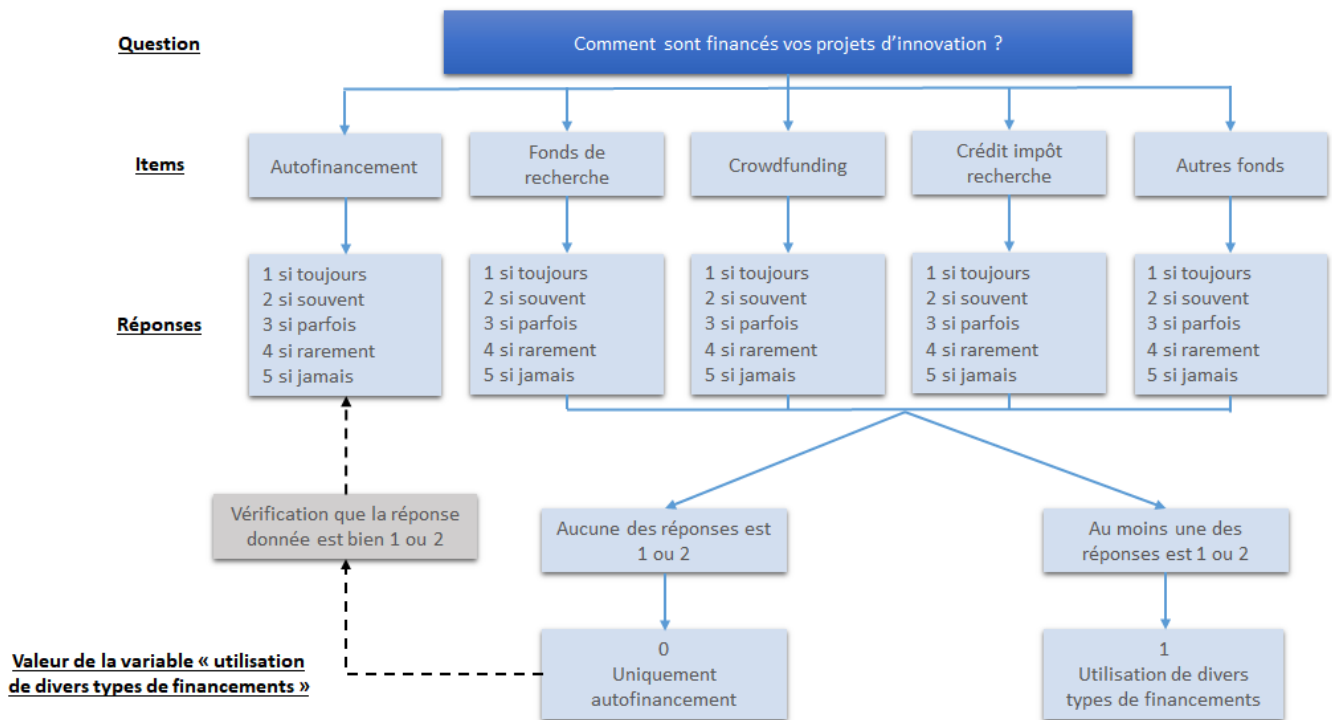 Question
Comment sont financés vos projets d'innovation ?
Items
Autofinancement
Fonds de
recherche
Crowdfunding
Crédit impôt
recherche
Autres fonds
Réponses
1 si toujours
2 si souvent
3 si parfois
4 si rarement
5 si jamais
1 si toujours
2 si souvent
3 si parfois
4 si rarement
5 si jamais
1 si toujours
2 si souvent
3 si parfois
4 si rarement
5 si jamais
1 si toujours
2 si souvent
3 si parfois
4 si rarement
5 si jamais
1 si toujours
2 si souvent
3 si parfois
4 si rarement
5 si jamais
Vérification que la réponse
donnée est bien 1 ou 2
Aucune des réponses est
1 ou 2
Au moins une des
réponses est 1 ou 2
Valeur de la variable « utilisation
de divers types de financements »
0
Uniquement
autofinancement
1
Utilisation de divers
types de financements